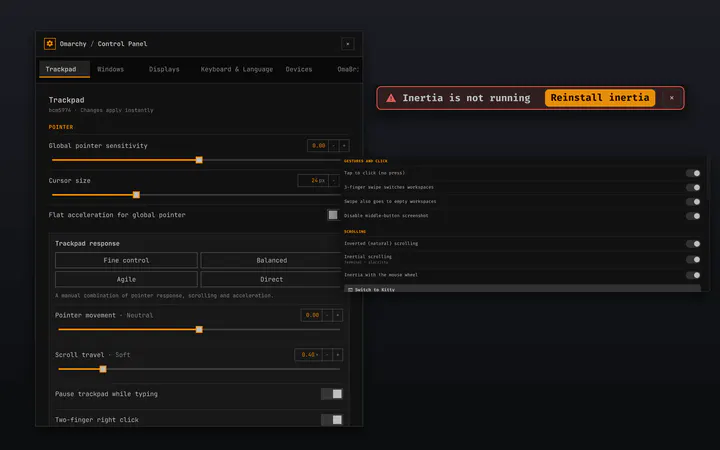 Omarchy / Control Panel
Trackpad
Windows
Displays
Keyboard & Language
Devices
Trackpad
bcm5974 · Changes apply instantly
POINTER
Global pointer sensitivity
0.00 - +
Cursor size
24 px -
Flat acceleration for global pointer
Trackpad response
Fine control
Balanced
Agile
Direct
A manual combination of pointer response, scrolling and acceleration.
Pointer movement · Neutral
0.00 - +
Scroll travel · Soft
0.40× - +
Pause trackpad while typing
Two-finger right click
Inertia is not running
Reinstall inertia
×
GESTURES AND CLICK
Tap to click (no press)
3-finger swipe switches workspaces
Swipe also goes to empty workspaces
Disable middle-button screenshot
SCROLLING
Inverted (natural) scrolling
Inertial scrolling
Inertia with the mouse wheel
Switch to Kitty